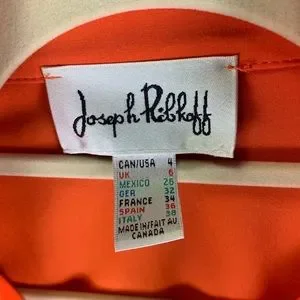 Joseph Ribkoff
CAN/USA 4
UK 6
MEXICO 26
GER 32
FRANCE 34
SPAIN 36
ITALY 38
MADE IN/FAIT AU
CANADA